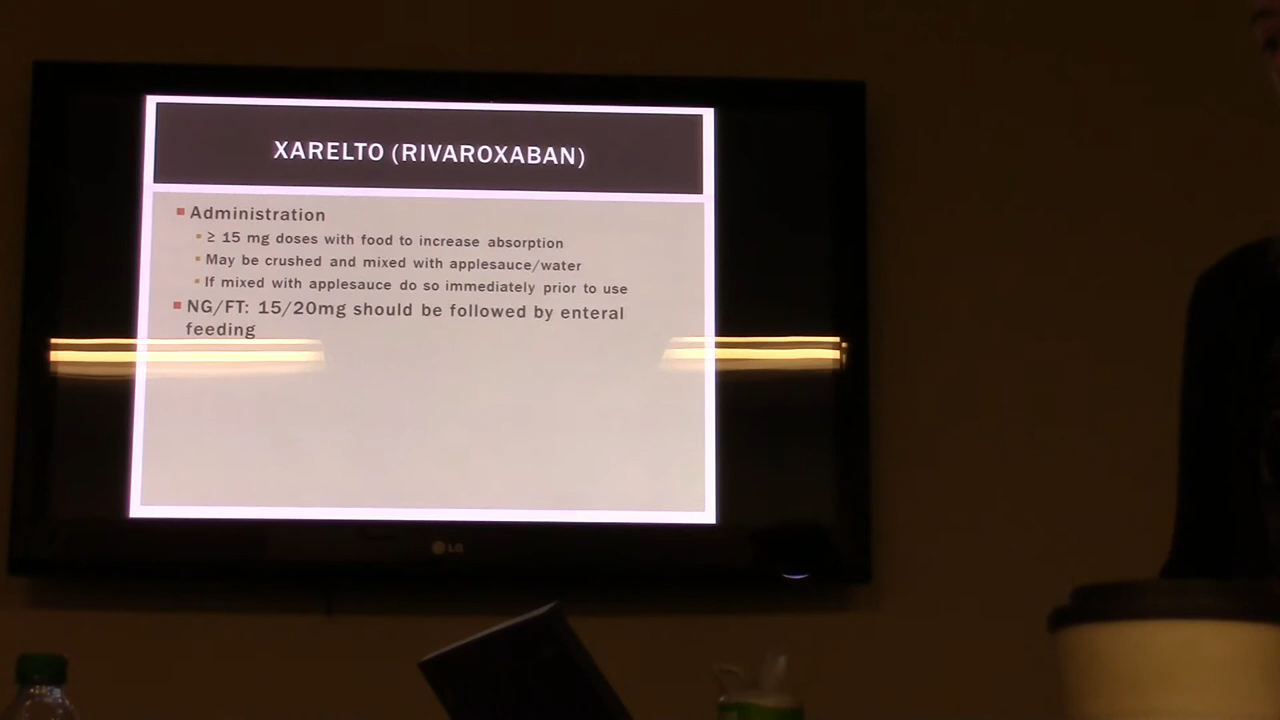 XARELTO (RIVAROXABAN)
Administration
≥ 15 mg doses with food to increase absorption
May be crushed and mixed with applesauce/water
If mixed with applesauce do so immediately prior to use
NG/FT: 15/20mg should be followed by enteral
feeding
LG